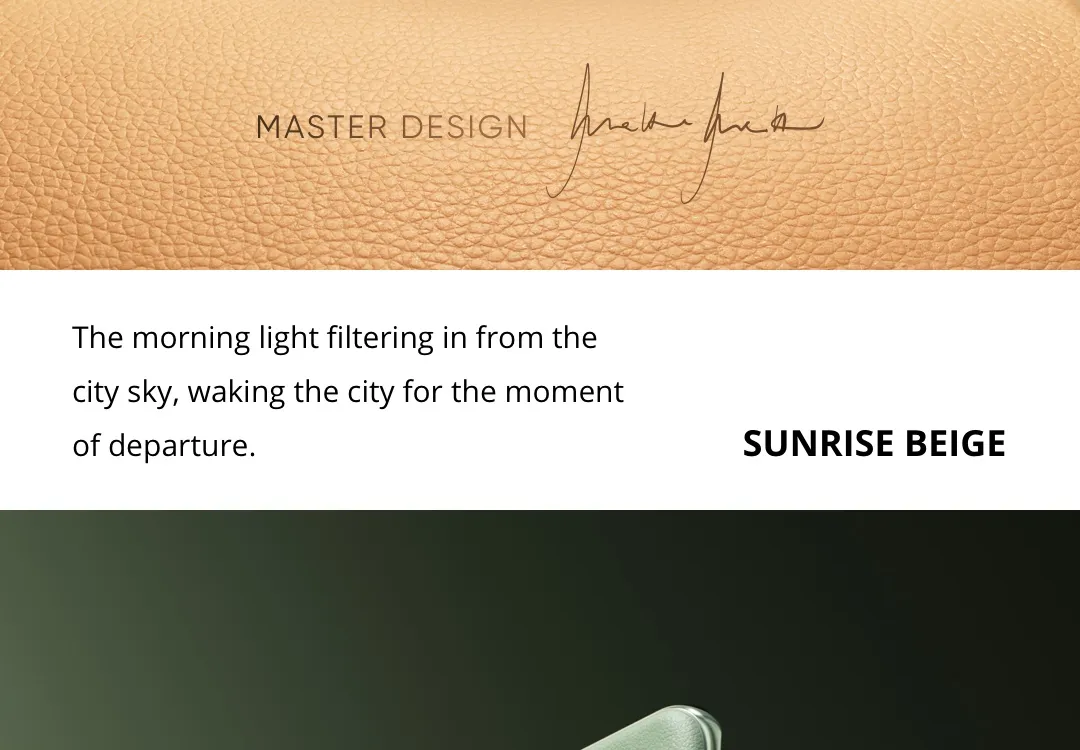 MASTER DESIGN
The morning light filtering in from the
city sky, waking the city for the moment
of departure.
SUNRISE BEIGE